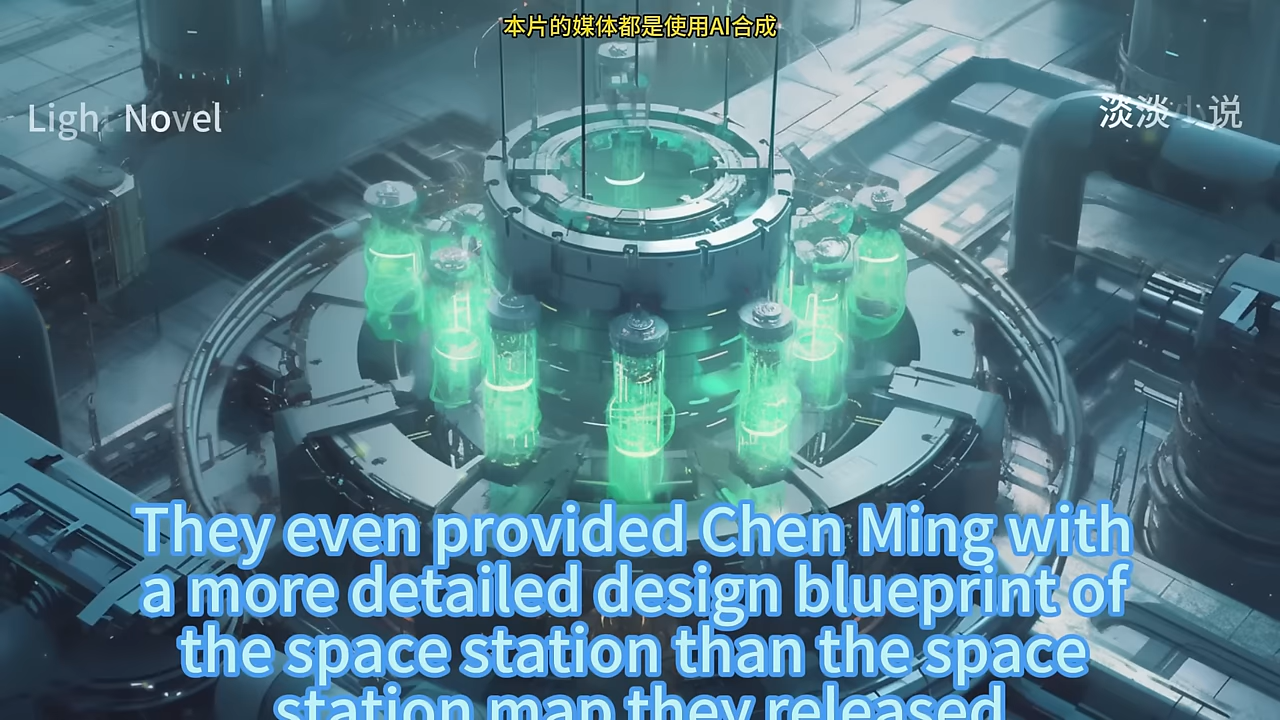 本片的媒体都是使用AI合成
Light Novel
淡淡小说
They even provided Chen Ming with
a more detailed design blueprint of
the space station than the space
station map they released